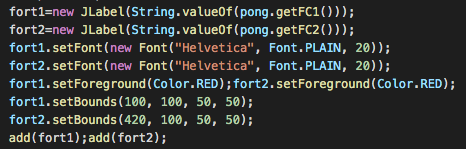 fort1=new JLabel(String.valueOf(pong.getFC1()));
fort2=new JLabel(String.valueOf(pong.getFC2()));
fort1.setFont(new Font("Helvetica", Font.PLAIN, 20));
fort2.setFont(new Font("Helvetica", Font.PLAIN, 20));
fort1.setForeground(Color.RED);fort2.setForeground(Color.RED);
fort1.setBounds(100, 100, 50, 50);
fort2.setBounds(420, 100, 50, 50);
add(fort1);add(fort2);